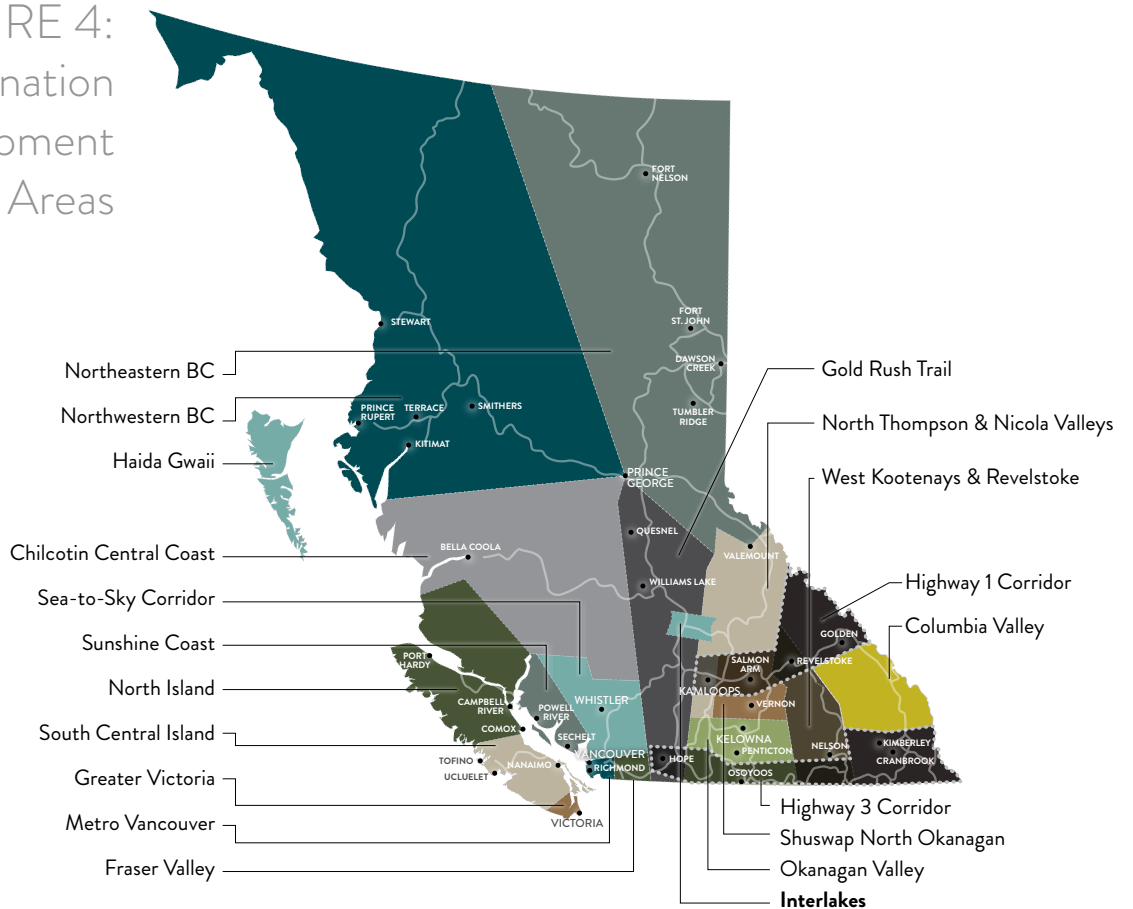 RE 4:
nation
pment
Areas
FORT
NELSON
FORT
ST. JOHN
DAWSON
CREEK
TUMBLER
RIDGE
STEWART
PRINCE
RUPERT
TERRACE
SMITHERS
KITIMAT
PRINCE
GEORGE
QUESNEL
BELLA COOLA
WILLIAMS LAKE
VALEMOUNT
GOLDEN
REVELSTOKE
SALMON
ARM
KAMLOOPS
VERNON
KELOWNA
PENTICTON
NELSON
KIMBERLEY
CRANBROOK
OSOYOOS
HOPE
PORT
HARDY
CAMPBELL
RIVER
COMOX
POWELL
RIVER
WHISTLER
SECHELT
VANCOUVER
RICHMOND
TOFINO
UCLUELET
NANAIMO
VICTORIA
Northeastern BC
Northwestern BC
Haida Gwaii
Chilcotin Central Coast
Sea-to-Sky Corridor
Sunshine Coast
North Island
South Central Island
Greater Victoria
Metro Vancouver
Fraser Valley
Gold Rush Trail
North Thompson & Nicola Valleys
West Kootenays & Revelstoke
Highway 1 Corridor
Columbia Valley
Highway 3 Corridor
Shuswap North Okanagan
Okanagan Valley
Interlakes